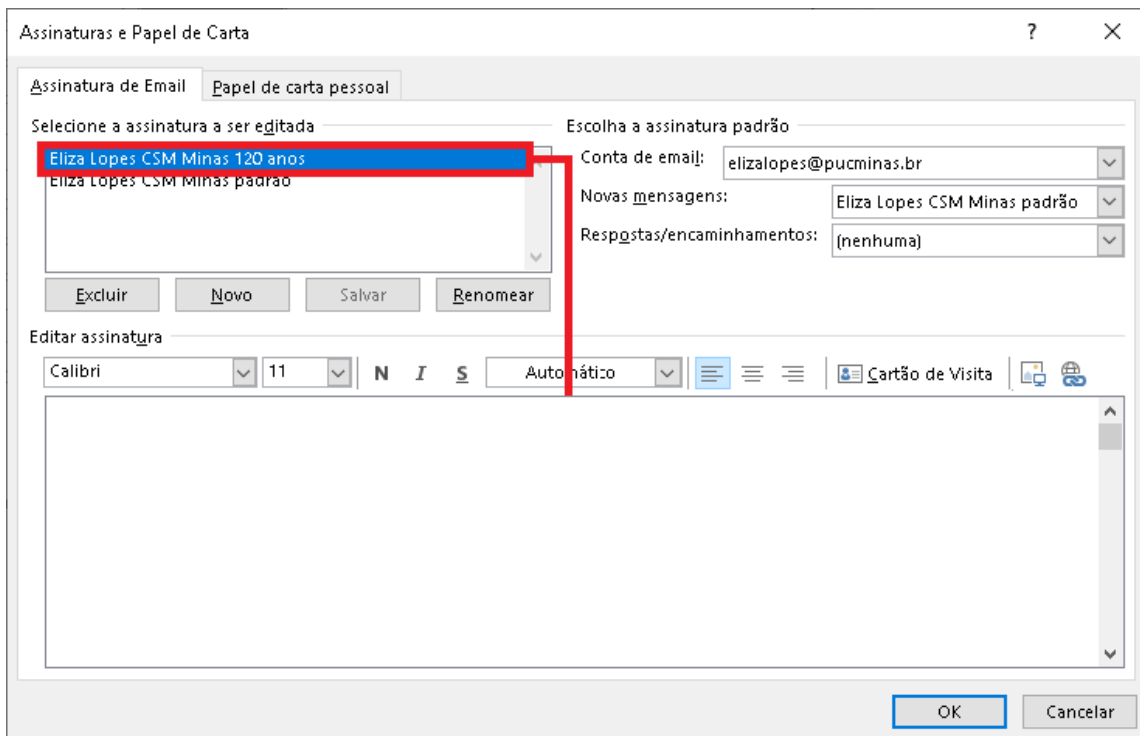 Assinaturas e Papel de Carta
?
Assinatura de Email
Papel de carta pessoal
Selecione a assinatura a ser editada
Eliza Lopes CSM Minas 120 anos
Eliza Lopes CSM Minas padrão
Excluir
Novo
Salvar
Renomear
Escolha a assinatura padrão
Conta de email:
elizalopes@pucminas.br
Novas mensagens:
Eliza Lopes CSM Minas padrão
Respostas/encaminhamentos:
(nenhuma)
Editar assinatura
Calibri
11
N
I
S
Automático
Cartão de Visita
OK
Cancelar